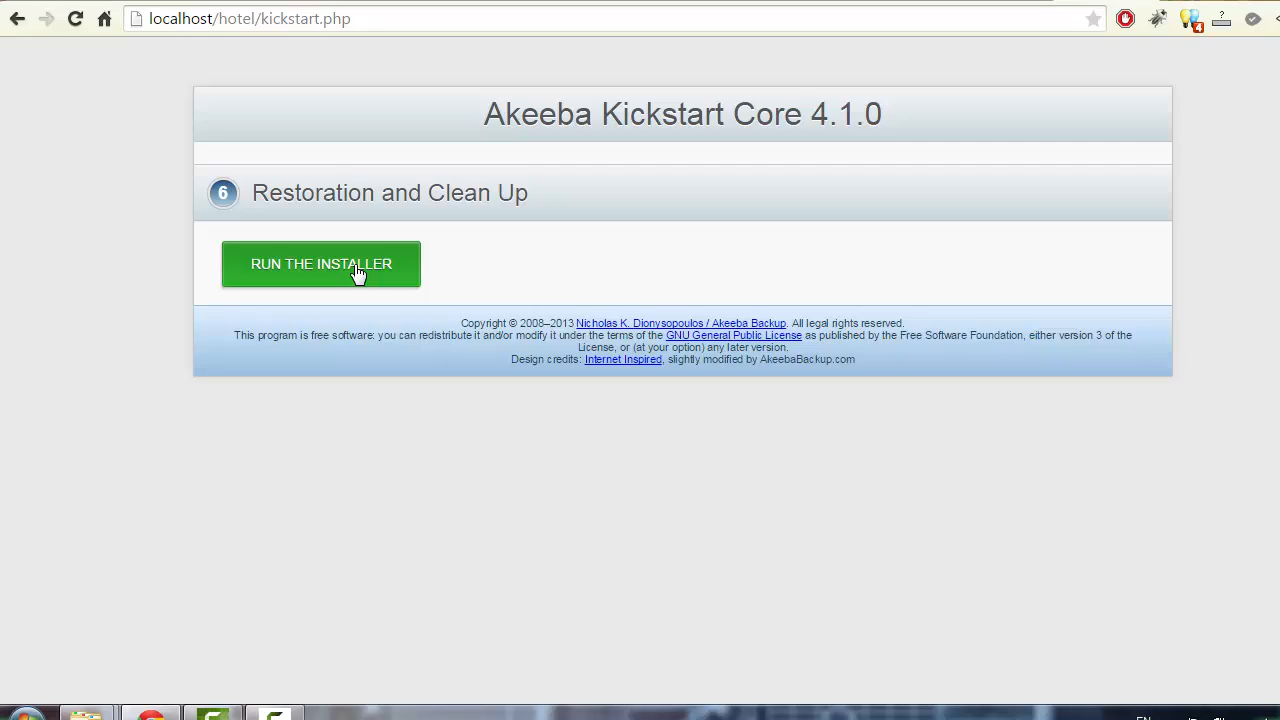 localhost/hotel/kickstart.php
4
Akeeba Kickstart Core 4.1.0
6 Restoration and Clean Up
RUN THE INSTALLER
Copyright © 2008–2013 Nicholas K. Dionysopoulos / Akeeba Backup. All legal rights reserved.
This program is free software: you can redistribute it and/or modify it under the terms of the GNU General Public License as published by the Free Software Foundation, either version 3 of the
License, or (at your option) any later version.
Design credits: Internet Inspired, slightly modified by AkeebaBackup.com
EN